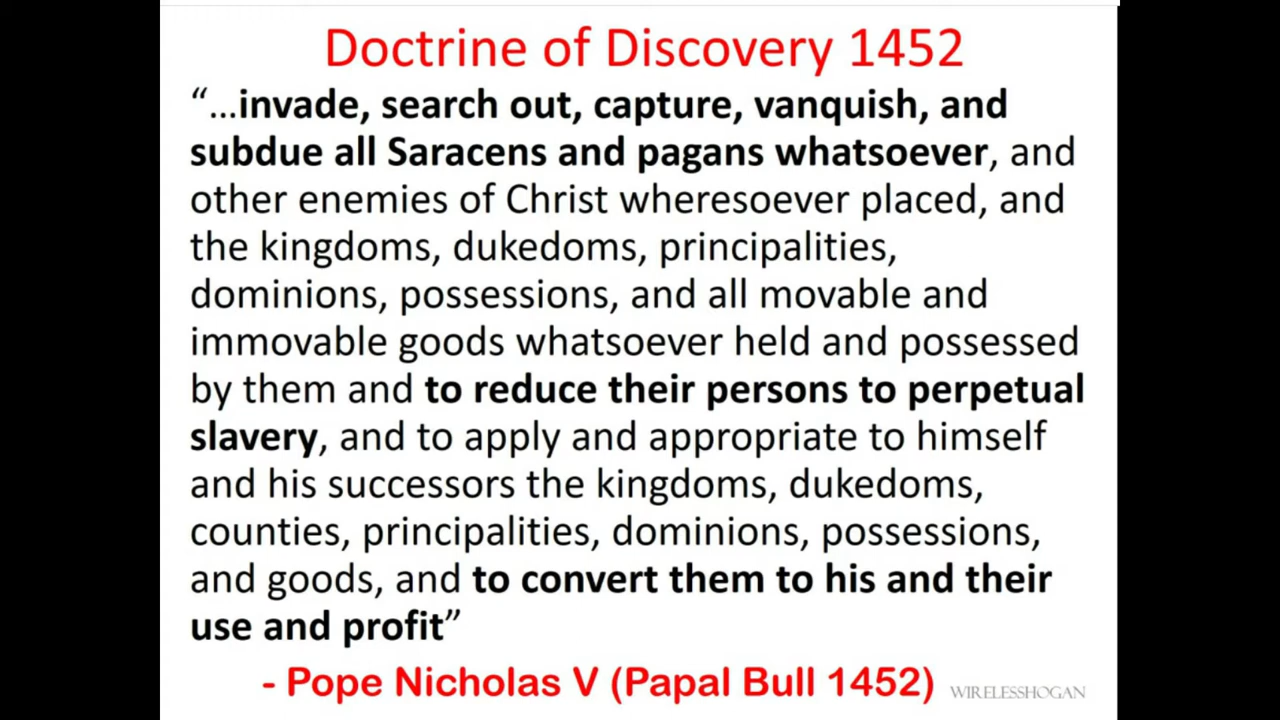 Doctrine of Discovery 1452
“…invade, search out, capture, vanquish, and
subdue all Saracens and pagans whatsoever, and
other enemies of Christ wheresoever placed, and
the kingdoms, dukedoms, principalities,
dominions, possessions, and all movable and
immovable goods whatsoever held and possessed
by them and to reduce their persons to perpetual
slavery, and to apply and appropriate to himself
and his successors the kingdoms, dukedoms,
counties, principalities, dominions, possessions,
and goods, and to convert them to his and their
use and profit”
- Pope Nicholas V (Papal Bull 1452)
WIRELESSHOGAN